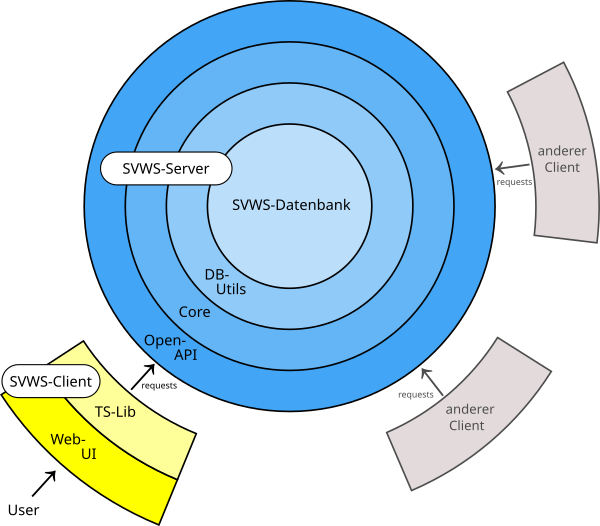 anderer
Client
requests
SVWS-Server
SVWS-Datenbank
DB-
Utils
Core
Open-
API
SVWS-Client
requests
TS-Lib
Web-
UI
User
requests
anderer
Client